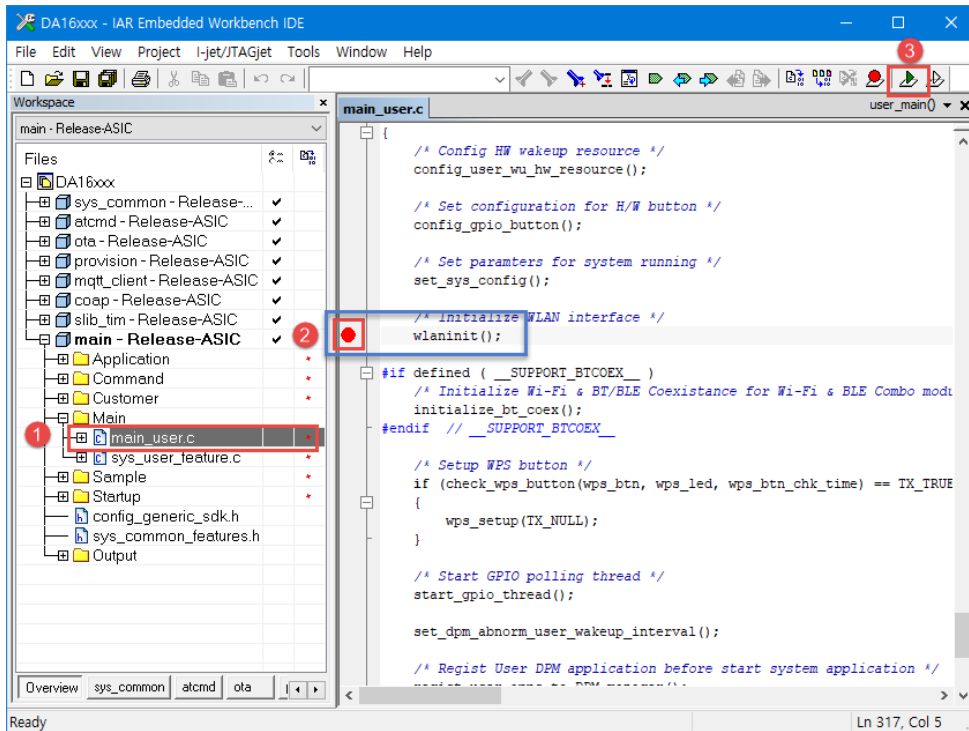 DA16xxx - IAR Embedded Workbench IDE
File Edit View Project I-jet/JTAGjet Tools Window Help
3
Workspace
main - Release-ASIC
Files
DA16xxx
sys_common - Release-...
atcmd - Release-ASIC
ota - Release-ASIC
provision - Release-ASIC
mqtt_client - Release-ASIC
coap - Release-ASIC
slib_tim - Release-ASIC
main - Release-ASIC
Application
Command
Customer
Main
1
main_user.c
sys_user_feature.c
Sample
Startup
config_generic_sdk.h
sys_common_features.h
Output
Overview sys_common atcmd ota
main_user.c
user_main()
{
/* Config HW wakeup resource */
config_user_wu_hw_resource();
/* Set configuration for H/W button */
config_gpio_button();
/* Set paramters for system running */
set_sys_config();
/* Initialize WLAN interface */
2
wlaninit();
#if defined ( __SUPPORT_BTCOEX__ )
/* Initialize Wi-Fi & BT/BLE Coexistance for Wi-Fi & BLE Combo modu
initialize_bt_coex();
#endif // __SUPPORT_BTCOEX__
/* Setup WPS button */
if (check_wps_button(wps_btn, wps_led, wps_btn_chk_time) == TX_TRUE
{
wps_setup(TX_NULL);
}
/* Start GPIO polling thread */
start_gpio_thread();
set_dpm_abnorm_user_wakeup_interval();
/* Regist User DPM application before start system application */
Ready
Ln 317, Col 5